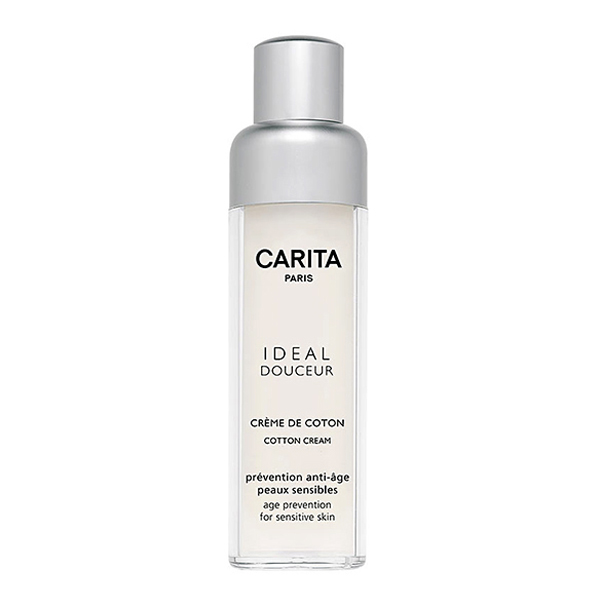 CARITA
PARIS
IDEAL
DOUCEUR
CRÈME DE COTON
COTTON CREAM
prévention anti-âge
peaux sensibles
age prevention
for sensitive skin